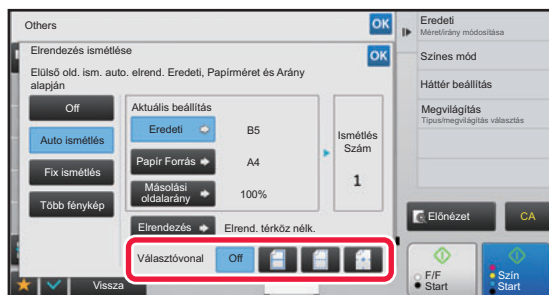 Others
OK
Elrendezés ismétlése
OK
Elülső old. ism. auto. elrend. Eredeti, Papírméret és Arány
alapján
Off
Auto ismétlés
Fix ismétlés
Több fénykép
Aktuális beállítás
Eredeti
B5
Papír Forrás
A4
Másolási
oldalarány
100%
Ismétlés
Szám
1
Elrendezés
Elrend. térköz nélk.
Választóvonal
Off
Vissza
Eredeti
Méret/irány módosítása
Színes mód
Háttér beállítás
Megvilágítás
Típus/megvilágítás választás
Előnézet
CA
F/F
Start
Szín
Start